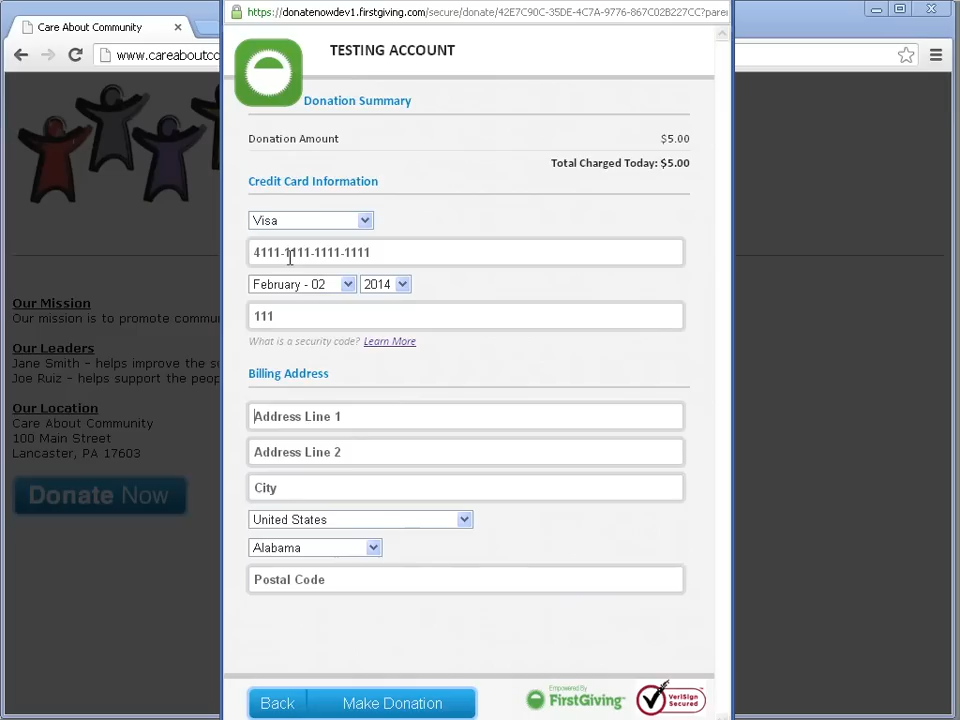 Care About Community
www.careaboutco
https://donatenowdev1.firstgiving.com/secure/donate/42E7C90C-35DE-4C7A-9776-867C02B227CC?pare
TESTING ACCOUNT
Donation Summary
Donation Amount $5.00
Total Charged Today: $5.00
Credit Card Information
Visa
4111-1111-1111-1111
February - 02 2014
111
What is a security code? Learn More
Billing Address
Address Line 1
Address Line 2
City
United States
Alabama
Postal Code
Back Make Donation
Empowered By
FirstGiving
VeriSign
Secured
Our Mission
Our mission is to promote commu
Our Leaders
Jane Smith - helps improve the su
Joe Ruiz - helps support the peop
Our Location
Care About Community
100 Main Street
Lancaster, PA 17603
Donate Now